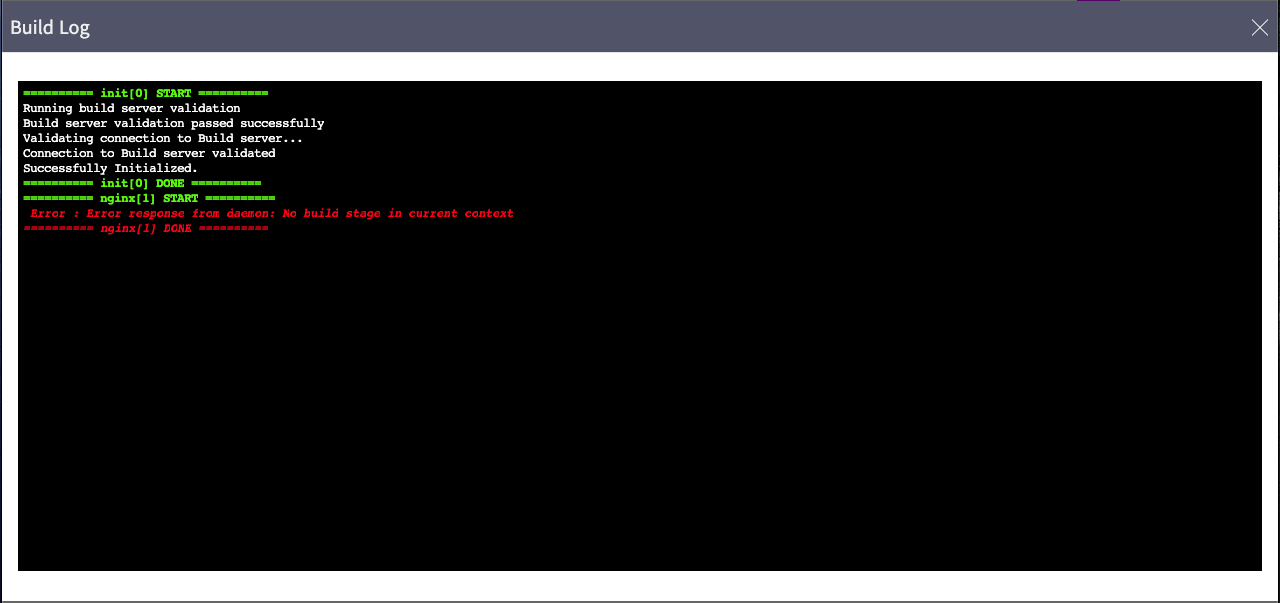 Build Log
========== init[0] START ==========
Running build server validation
Build server validation passed successfully
Validating connection to Build server...
Connection to Build server validated
Successfully Initialized.
========== init[0] DONE ==========
========== nginx[1] START ==========
Error : Error response from daemon: No build stage in current context
========== nginx[1] DONE ==========